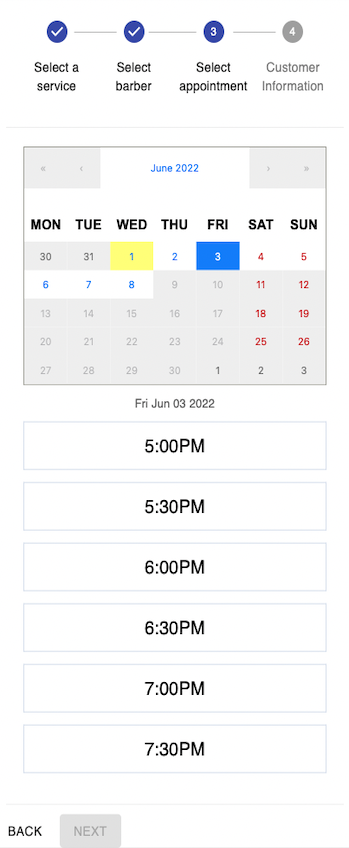 3 4
Select a service Select barber Select appointment Customer Information
« ‹ June 2022 › »
MON TUE WED THU FRI SAT SUN
30 31 1 2 3 4 5
6 7 8 9 10 11 12
13 14 15 16 17 18 19
20 21 22 23 24 25 26
27 28 29 30 1 2 3
Fri Jun 03 2022
5:00PM
5:30PM
6:00PM
6:30PM
7:00PM
7:30PM
BACK NEXT